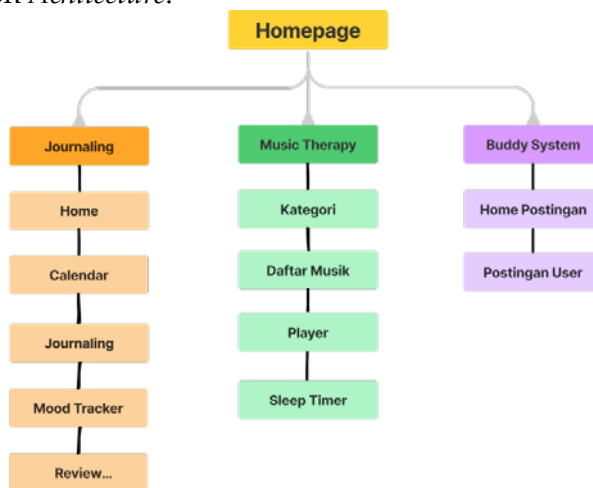 Homepage
Journaling
Home
Calendar
Journaling
Mood Tracker
Review...
Music Therapy
Kategori
Daftar Musik
Player
Sleep Timer
Buddy System
Home Postingan
Postingan User